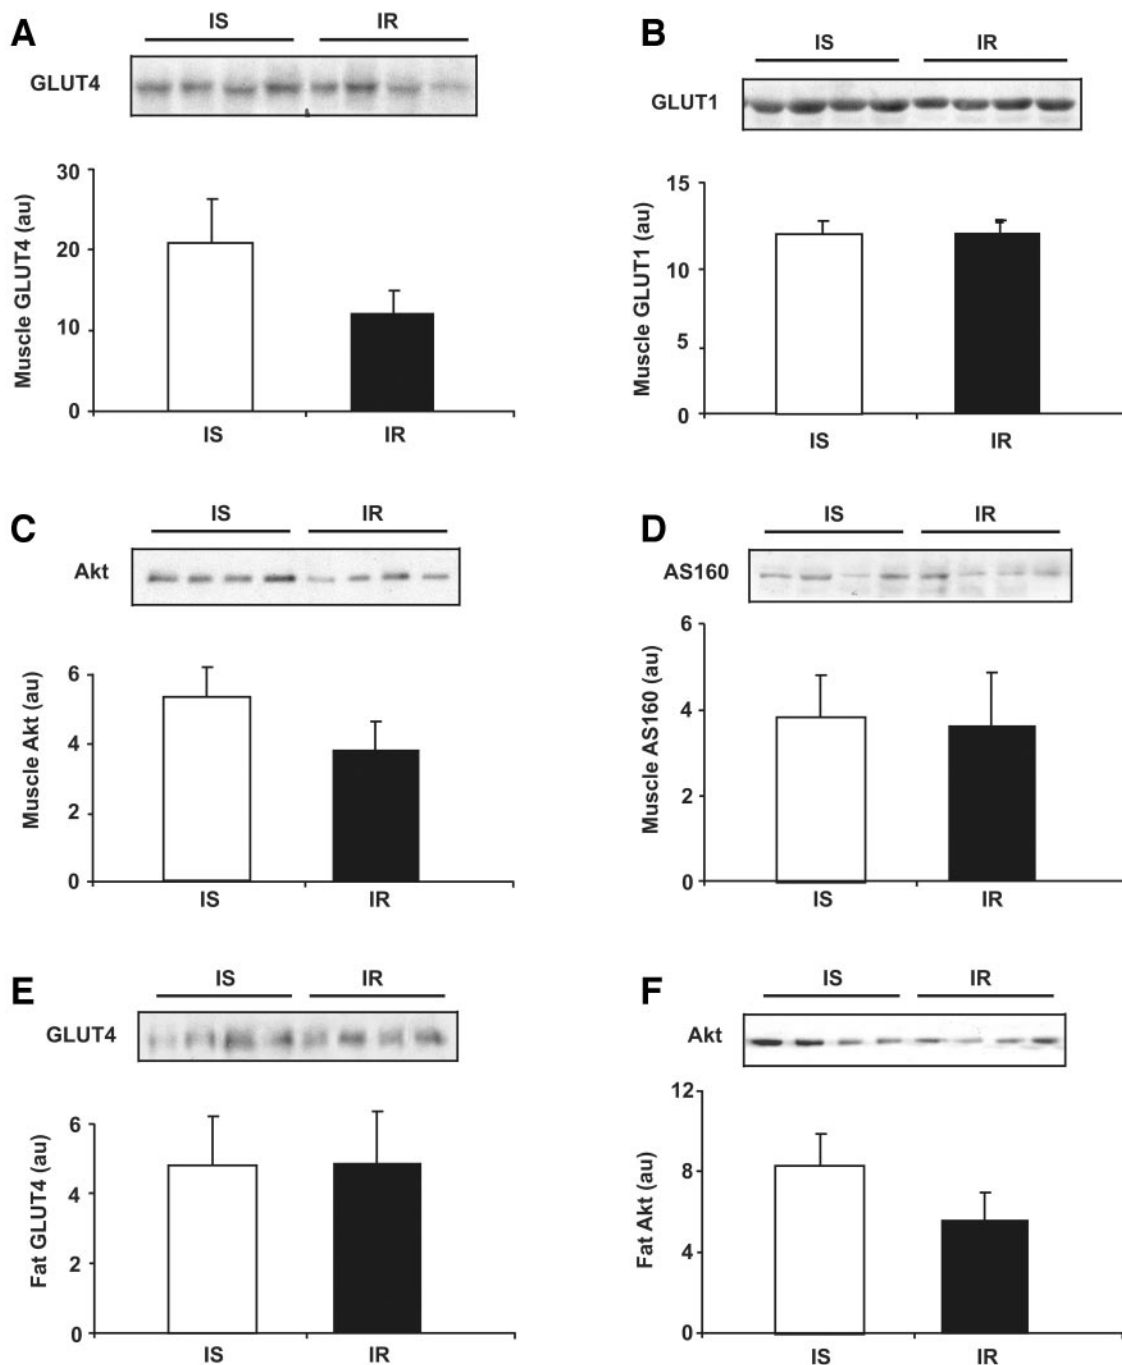 A
IS IR
GLUT4
30
20
10
0
Muscle GLUT4 (au)
IS IR
B
IS IR
GLUT1
15
10
5
0
Muscle GLUT1 (au)
IS IR
C
IS IR
Akt
6
4
2
0
Muscle Akt (au)
IS IR
D
IS IR
AS160
6
4
2
0
Muscle AS160 (au)
IS IR
E
IS IR
GLUT4
6
4
2
0
Fat GLUT4 (au)
IS IR
F
IS IR
Akt
12
8
4
0
Fat Akt (au)
IS IR